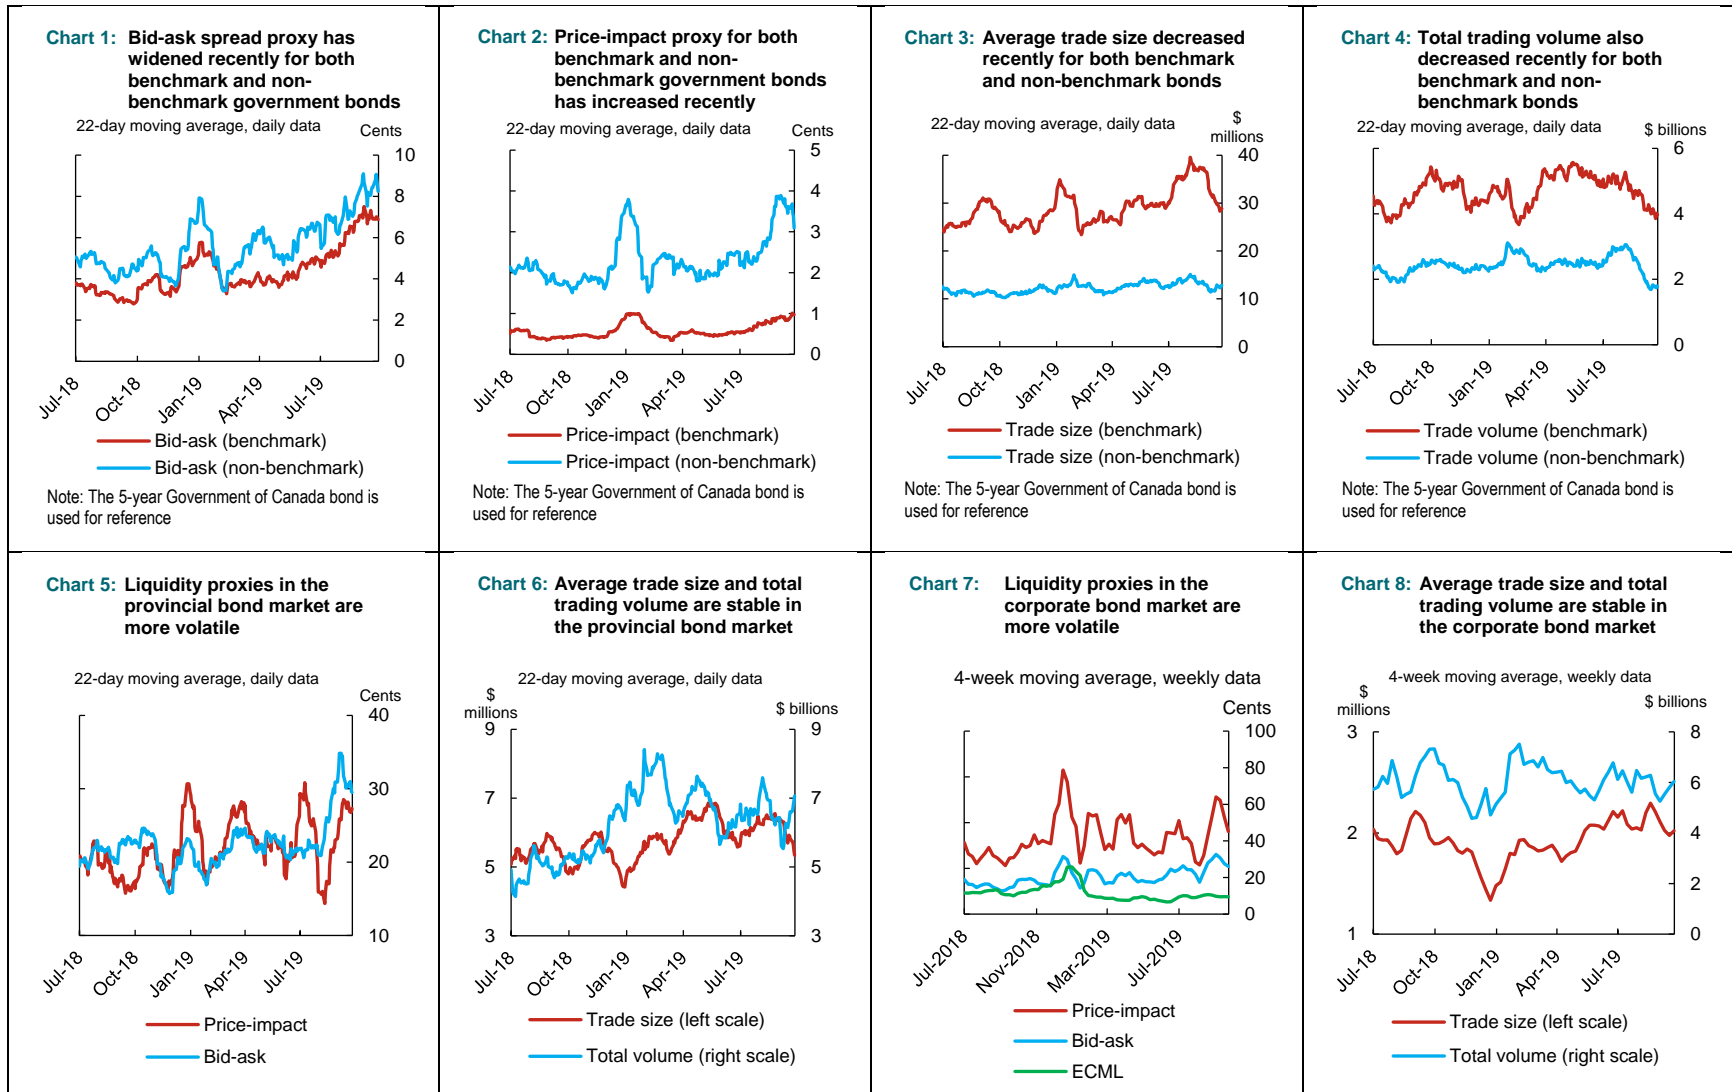 Chart 1: Bid-ask spread proxy has
widened recently for both
benchmark and non-
benchmark government bonds
22-day moving average, daily data
Cents
10
8
6
4
2
0
Jul-18
Oct-18
Jan-19
Apr-19
Jul-19
Bid-ask (benchmark)
Bid-ask (non-benchmark)
Note: The 5-year Government of Canada bond is
used for reference
Chart 2: Price-impact proxy for both
benchmark and non-
benchmark government bonds
has increased recently
22-day moving average, daily data
Cents
5
4
3
2
1
0
Jul-18
Oct-18
Jan-19
Apr-19
Jul-19
Price-impact (benchmark)
Price-impact (non-benchmark)
Note: The 5-year Government of Canada bond is
used for reference
Chart 3: Average trade size decreased
recently for both benchmark
and non-benchmark bonds
22-day moving average, daily data
$
millions
40
30
20
10
0
Jul-18
Oct-18
Jan-19
Apr-19
Jul-19
Trade size (benchmark)
Trade size (non-benchmark)
Note: The 5-year Government of Canada bond is
used for reference
Chart 4: Total trading volume also
decreased recently for both
benchmark and non-
benchmark bonds
22-day moving average, daily data
$ billions
6
4
2
0
Jul-18
Oct-18
Jan-19
Apr-19
Jul-19
Trade volume (benchmark)
Trade volume (non-benchmark)
Note: The 5-year Government of Canada bond is
used for reference
Chart 5: Liquidity proxies in the
provincial bond market are
more volatile
22-day moving average, daily data
Cents
40
30
20
10
Jul-18
Oct-18
Jan-19
Apr-19
Jul-19
Price-impact
Bid-ask
Chart 6: Average trade size and total
trading volume are stable in
the provincial bond market
22-day moving average, daily data
$
millions
$ billions
9
7
5
3
9
7
5
3
Jul-18
Oct-18
Jan-19
Apr-19
Jul-19
Trade size (left scale)
Total volume (right scale)
Chart 7: Liquidity proxies in the
corporate bond market are
more volatile
4-week moving average, weekly data
Cents
100
80
60
40
20
0
Jul-2018
Nov-2018
Mar-2019
Jul-2019
Price-impact
Bid-ask
ECML
Chart 8: Average trade size and total
trading volume are stable in
the corporate bond market
4-week moving average, weekly data
$
millions
$ billions
3
2
1
8
6
4
2
0
Jul-18
Oct-18
Jan-19
Apr-19
Jul-19
Trade size (left scale)
Total volume (right scale)